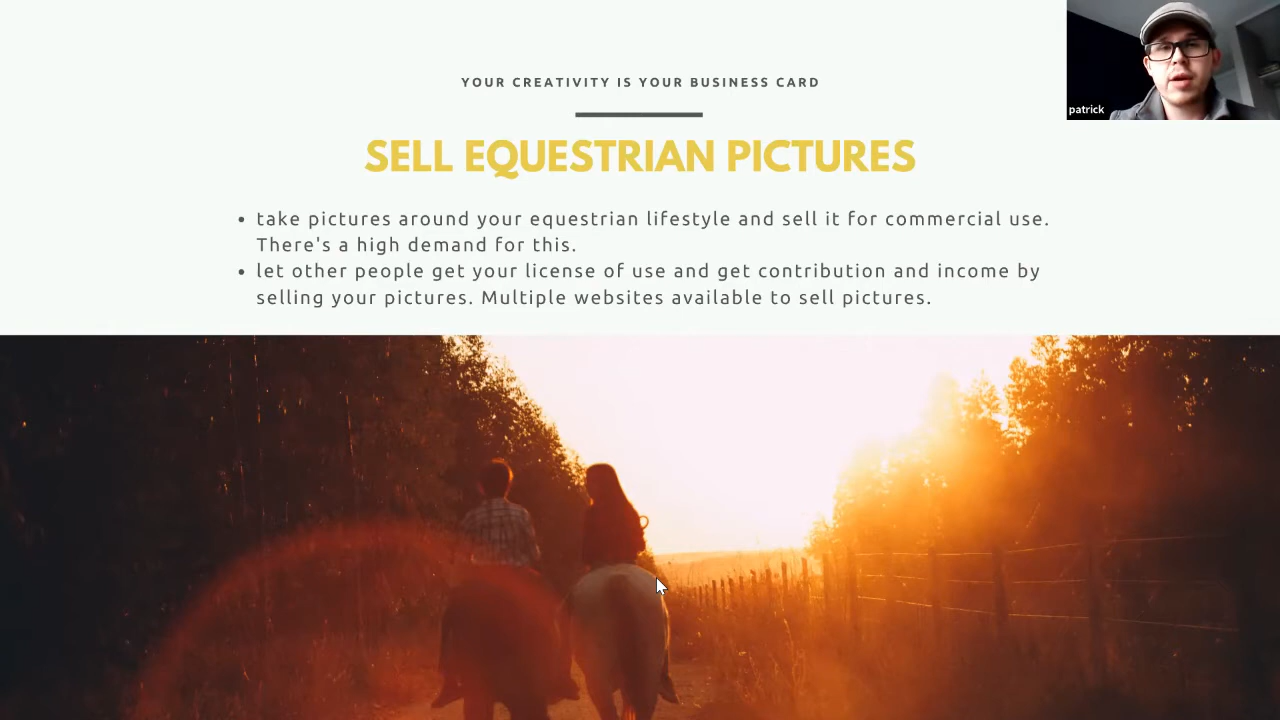 YOUR CREATIVITY IS YOUR BUSINESS CARD
SELL EQUESTRIAN PICTURES
• take pictures around your equestrian lifestyle and sell it for commercial use.
There's a high demand for this.
• let other people get your license of use and get contribution and income by
selling your pictures. Multiple websites available to sell pictures.
patrick